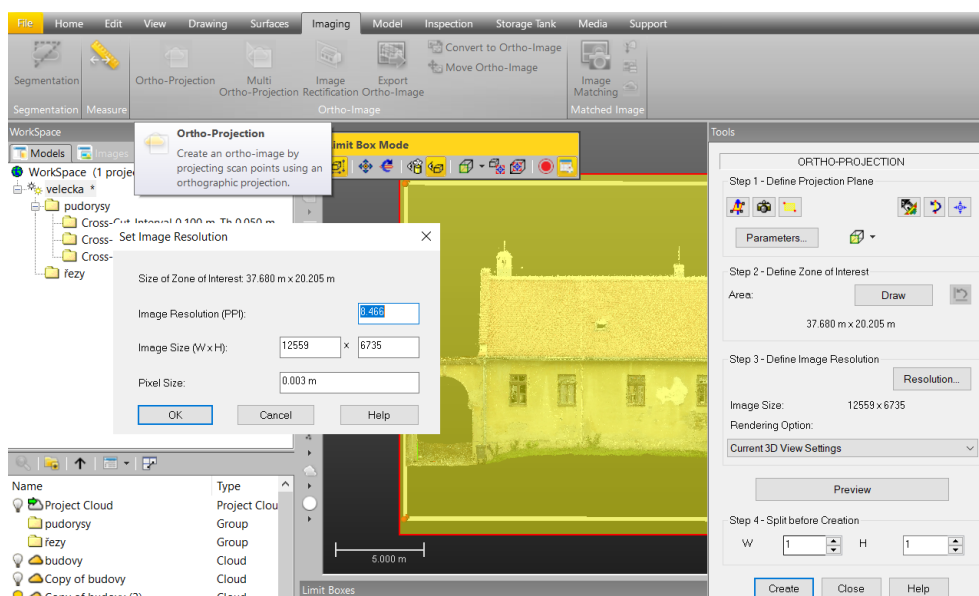 File Home Edit View Drawing Surfaces Imaging Model Inspection Storage Tank Media Support
Convert to Ortho-Image
Move Ortho-Image
Segmentation Ortho-Projection Multi Ortho-Projection Image Rectification Export Ortho-Image Image Matching
Segmentation Measure Ortho-Image Matched Image
WorkSpace
Models Images
WorkSpace (1 proje
velecka *
pudorysy
Cross-Cut-Interval 0.100 m-Th 0.050 m
Cross-
Cross-
řezy
Ortho-Projection
Create an ortho-image by
projecting scan points using an
orthographic projection.
imit Box Mode
Set Image Resolution
Size of Zone of Interest: 37.680 m x 20.205 m
Image Resolution (PPI): 8.466
Image Size (W x H): 12559 x 6735
Pixel Size: 0.003 m
OK Cancel Help
Name Type
Project Cloud Project Clou
pudorysy Group
řezy Group
budovy Cloud
Copy of budovy Cloud
Copy of budovy (2) Cloud
5.000 m
Limit Boxes
Tools
ORTHO-PROJECTION
Step 1 - Define Projection Plane
Parameters...
Step 2 - Define Zone of Interest
Area: Draw
37.680 m x 20.205 m
Step 3 - Define Image Resolution
Resolution...
Image Size: 12559 x 6735
Rendering Option:
Current 3D View Settings
Preview
Step 4 - Split before Creation
W 1 H 1
Create Close Help